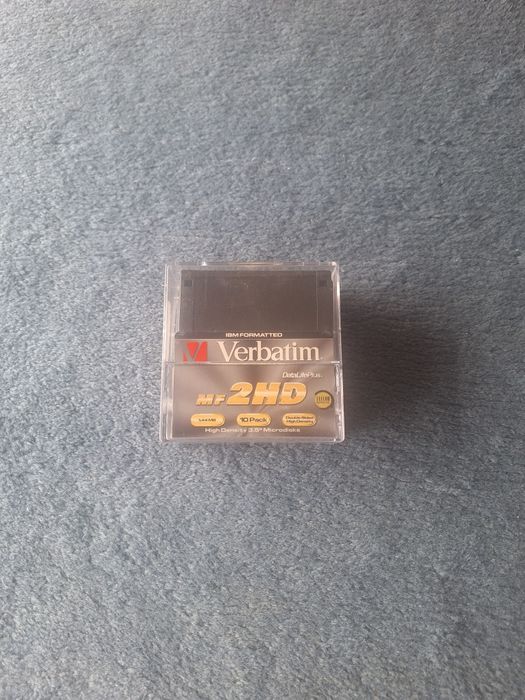 IBM FORMATTED
Verbatim
DataLifePlus
MF 2HD
1.44 MB
10 Pack
Double Sided
High Density
High Density 3.5" Microdisks